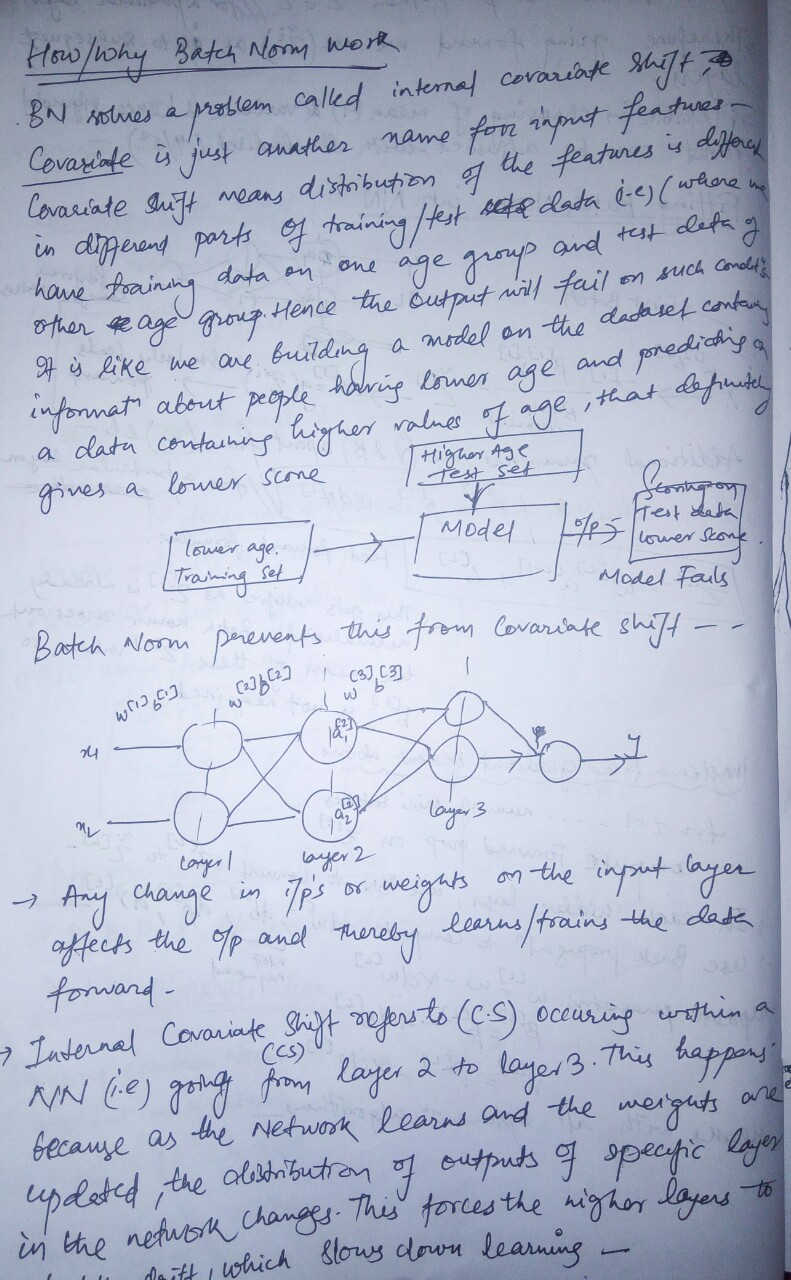 How/Why Batch Norm work
BN solves a problem called internal covariate shift,
Covariate is just another name for input features -
Covariate Shift means distribution of the features is different
in different parts of training/test data (i-e) (where we
have training data on one age group and test data of
other age group. Hence the output will fail on such
It is like we are building a model on the dataset
informatn about people having lower age and predicting on
a data containing higher values of age, that definitely
gives a lower score
Higher Age
Test set
Lower age.
Training set
Model
o/p
Scoring on
Test data
lower score.
Model Fails
Batch Norm prevents this from Covariate shift - -
w[1] b[1]
w[2] b[2]
w[3] b[3]
x1
a1[2]
ŷ
x2
a2[2]
Layer 1
layer 2
layer 3
→ Any change in i/p's or weights on the input layer
affects the o/p and thereby learns/trains the data
forward -
→ Internal Covariate Shift refers to (C.S) occuring within a
(CS)
N/N (i.e) going from layer 2 to layer 3. This happens
because as the Network learns and the weights are
updated, the distribution of outputs of specific layer
in the network changes. This forces the higher layers to
drift, which slows down learning -